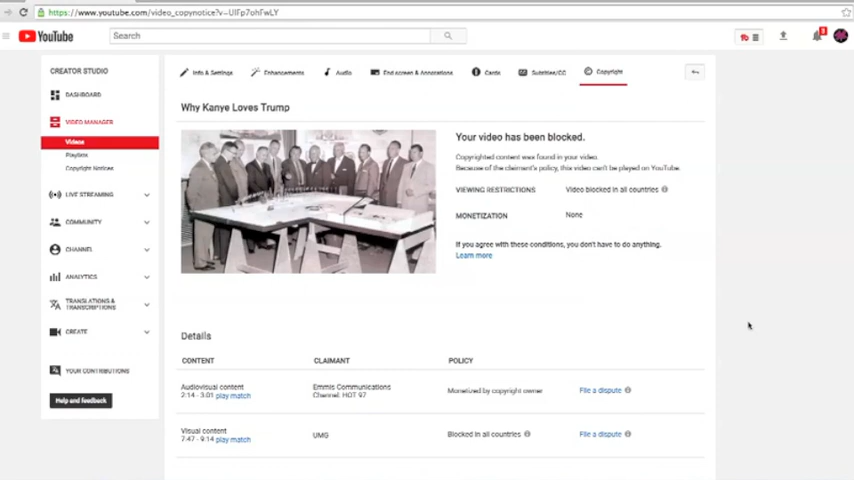 https://www.youtube.com/video_copynotice?v=UlFp7ohFwLY
YouTube
Search
9
CREATOR STUDIO
DASHBOARD
VIDEO MANAGER
Videos
Playlists
Copyright Notices
LIVE STREAMING
COMMUNITY
CHANNEL
ANALYTICS
TRANSLATIONS &
TRANSCRIPTIONS
CREATE
YOUR CONTRIBUTIONS
Help and feedback
Info & Settings
Enhancements
Audio
End screen & Annotations
Cards
Subtitles/CC
Copyright
Why Kanye Loves Trump
Your video has been blocked.
Copyrighted content was found in your video.
Because of the claimant's policy, this video can't be played on YouTube.
VIEWING RESTRICTIONS Video blocked in all countries
MONETIZATION None
If you agree with these conditions, you don't have to do anything.
Learn more
Details
CONTENT CLAIMANT POLICY
Audiovisual content
2:14 - 3:01 play match
Emmis Communications
Channel: HOT 97
Monetized by copyright owner
File a dispute
Visual content
7:47 - 9:14 play match
UMG
Blocked in all countries
File a dispute